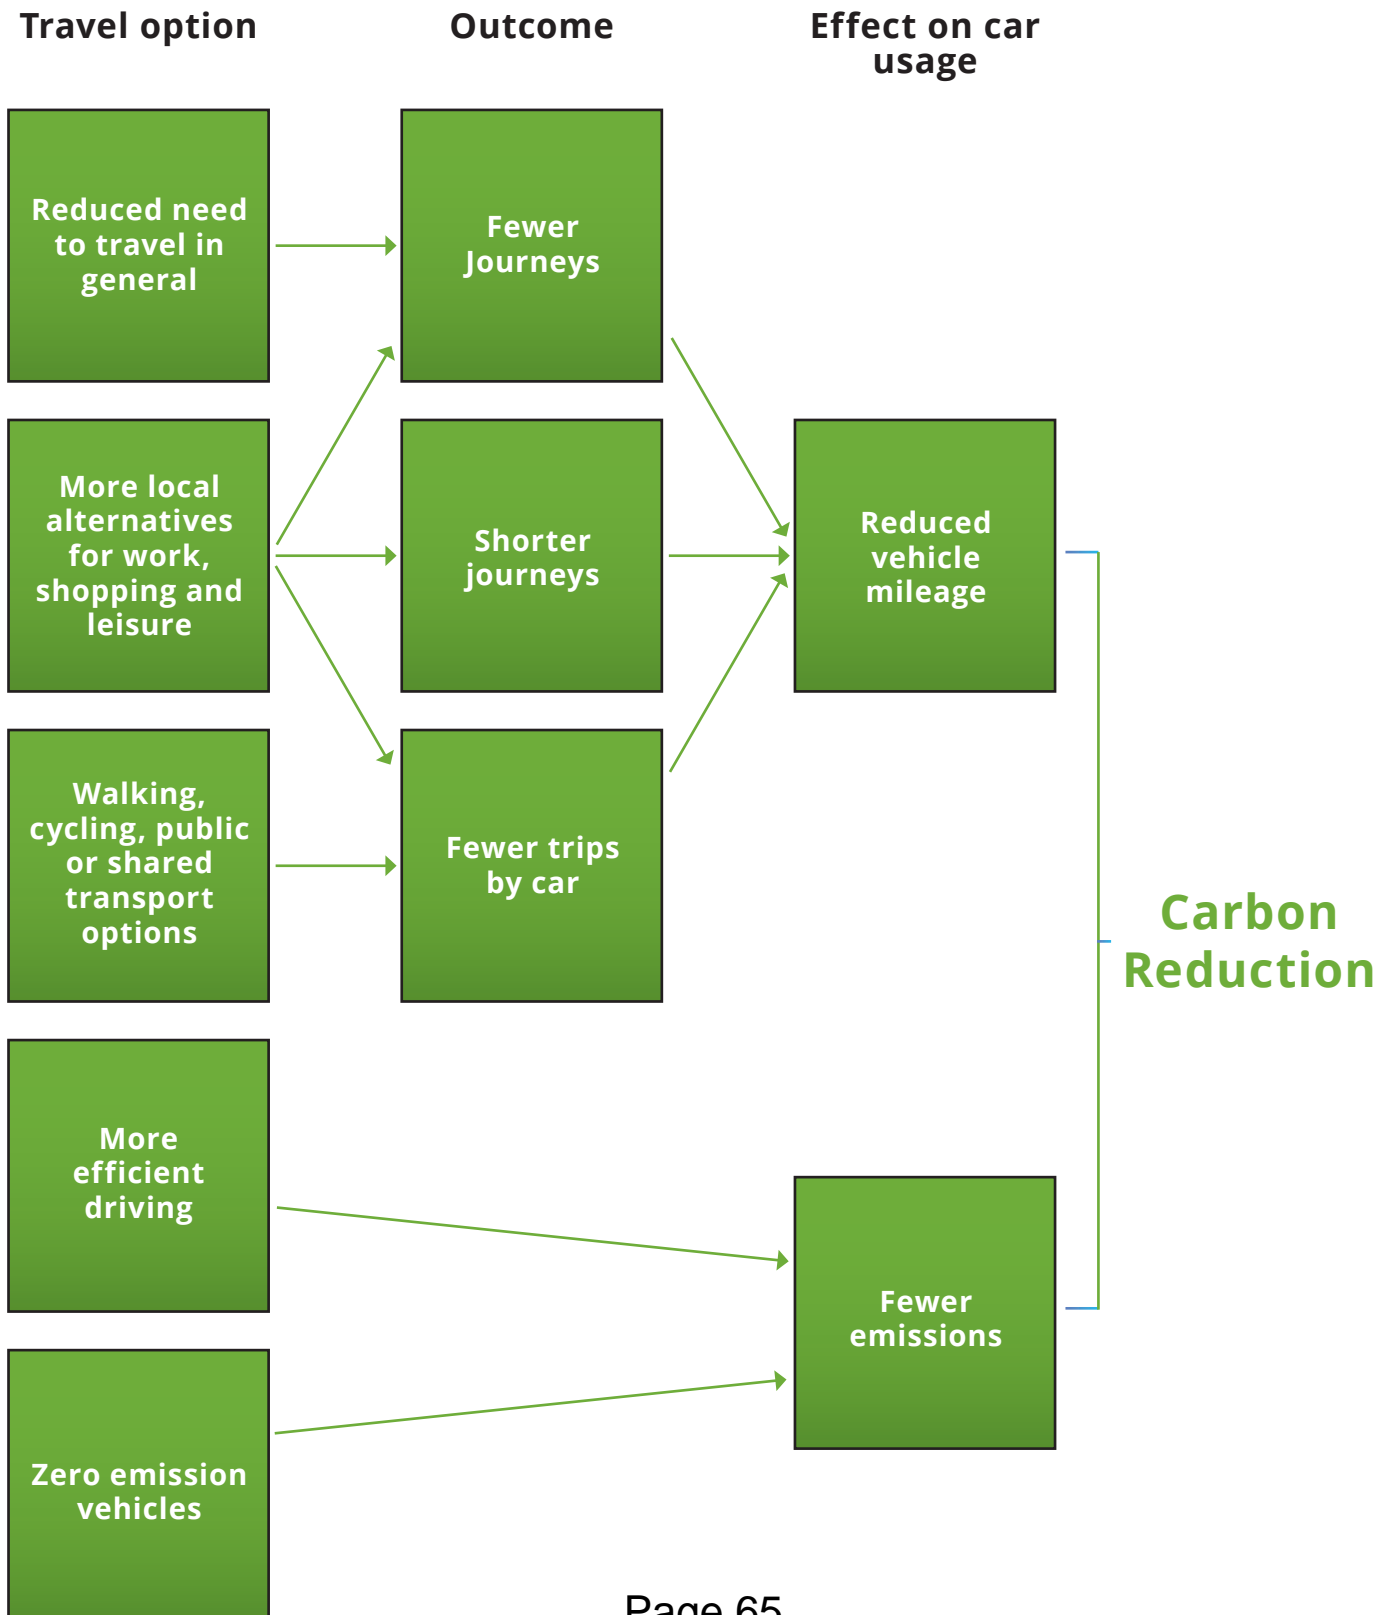 Travel option
Outcome
Effect on car
usage
Reduced need
to travel in
general
Fewer
Journeys
More local
alternatives
for work,
shopping and
leisure
Shorter
journeys
Reduced
vehicle
mileage
Walking,
cycling, public
or shared
transport
options
Fewer trips
by car
Carbon
Reduction
More
efficient
driving
Fewer
emissions
Zero emission
vehicles
Page 65